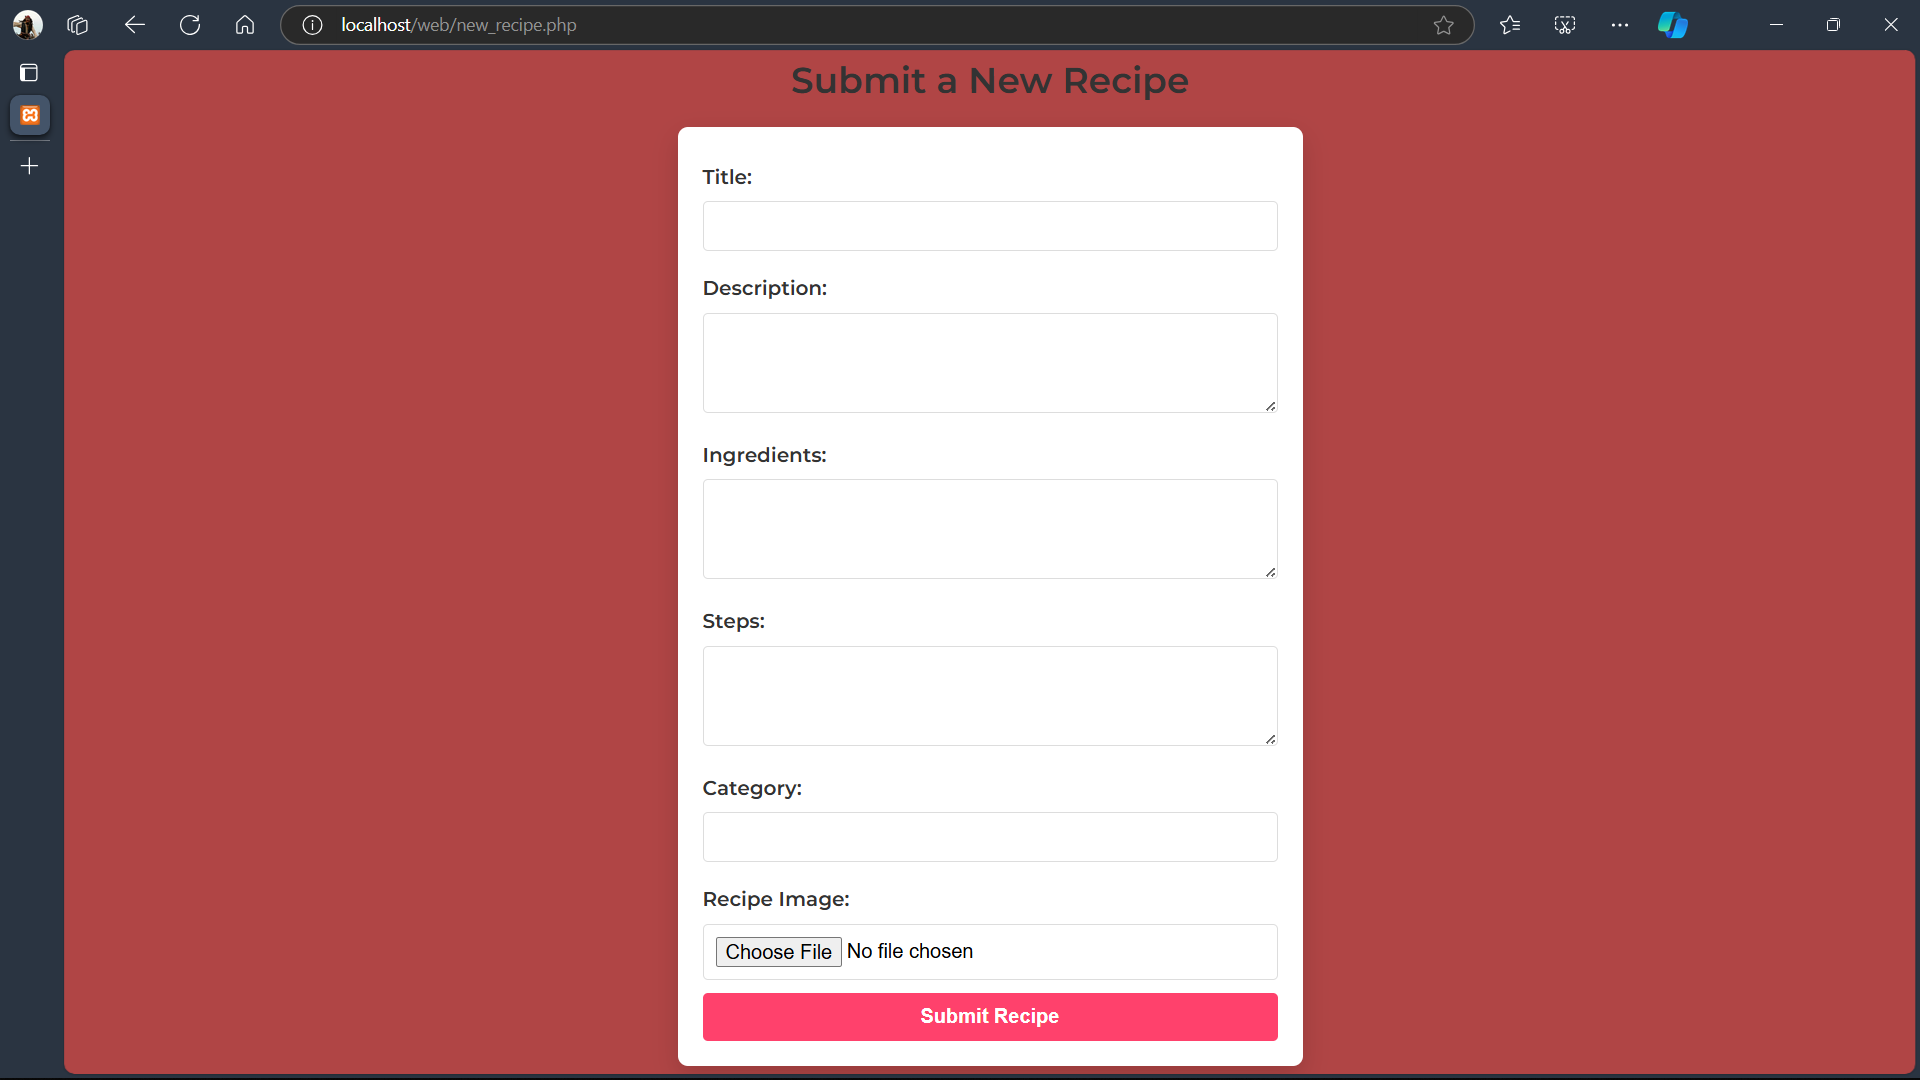 localhost/web/new_recipe.php
Submit a New Recipe
Title:
Description:
Ingredients:
Steps:
Category:
Recipe Image:
Choose File No file chosen
Submit Recipe